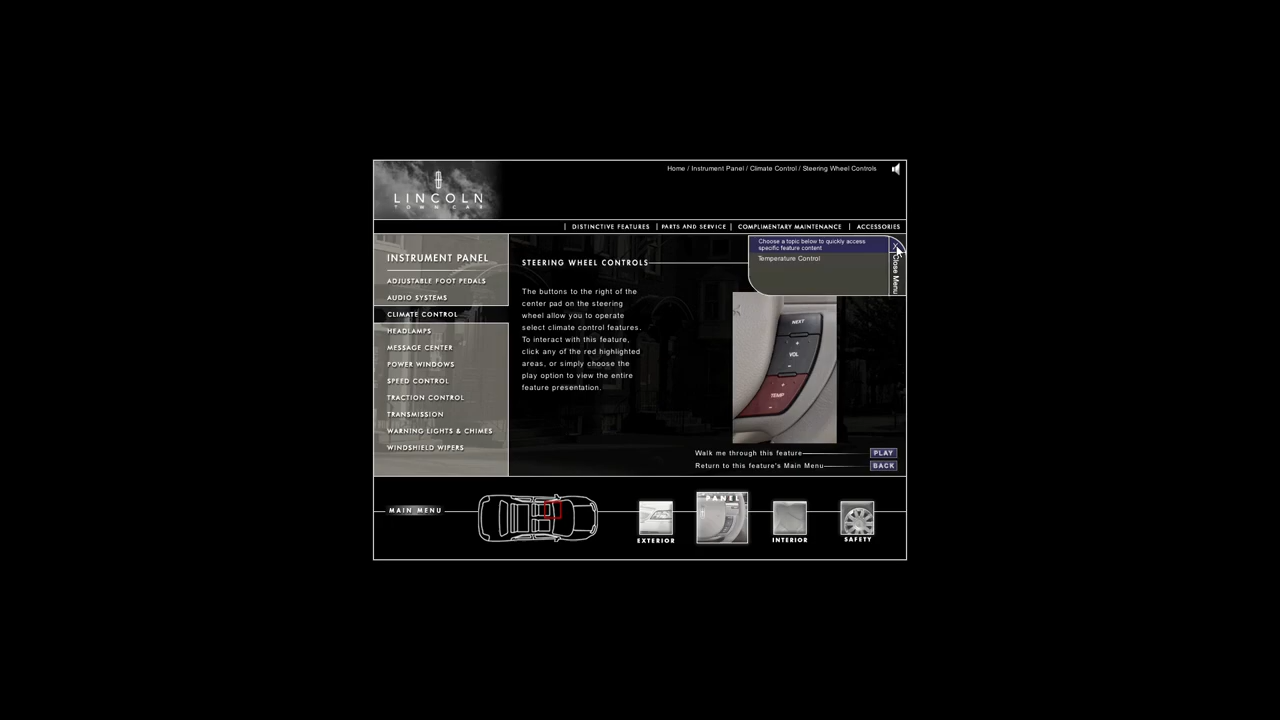 Home / Instrument Panel / Climate Control / Steering Wheel Controls
LINCOLN
TOWN CAR
DISTINCTIVE FEATURES
PARTS AND SERVICE
COMPLIMENTARY MAINTENANCE
ACCESSORIES
INSTRUMENT PANEL
ADJUSTABLE FOOT PEDALS
AUDIO SYSTEMS
CLIMATE CONTROL
HEADLAMPS
MESSAGE CENTER
POWER WINDOWS
SPEED CONTROL
TRACTION CONTROL
TRANSMISSION
WARNING LIGHTS & CHIMES
WINDSHIELD WIPERS
STEERING WHEEL CONTROLS
The buttons to the right of the
center pad on the steering
wheel allow you to operate
select climate control features.
To interact with this feature,
click any of the red highlighted
areas, or simply choose the
play option to view the entire
feature presentation.
Choose a topic below to quickly access
specific feature content
Temperature Control
X Close Menu
NEXT
+
VOL
-
+
TEMP
-
Walk me through this feature
PLAY
Return to this feature's Main Menu
BACK
MAIN MENU
EXTERIOR
PANEL
INTERIOR
SAFETY